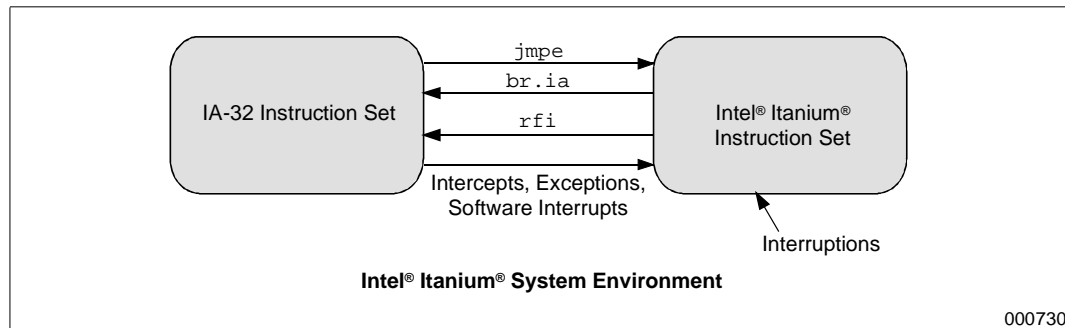 jmpe
br.ia
IA-32 Instruction Set
Intel® Itanium®
Instruction Set
rfi
Intercepts, Exceptions,
Software Interrupts
Interruptions
Intel® Itanium® System Environment
000730